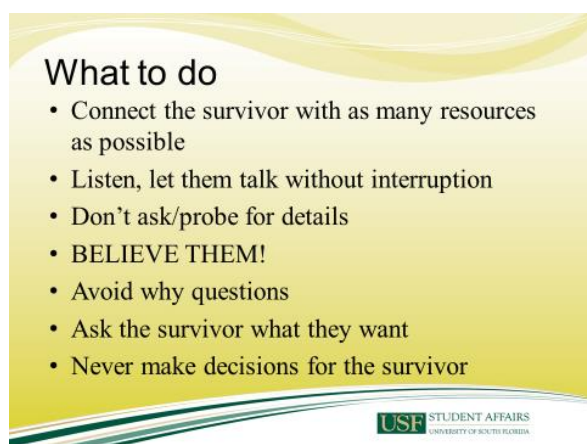 What to do
• Connect the survivor with as many resources
as possible
• Listen, let them talk without interruption
• Don't ask/probe for details
• BELIEVE THEM!
• Avoid why questions
• Ask the survivor what they want
• Never make decisions for the survivor
USF STUDENT AFFAIRS
UNIVERSITY OF SOUTH FLORIDA